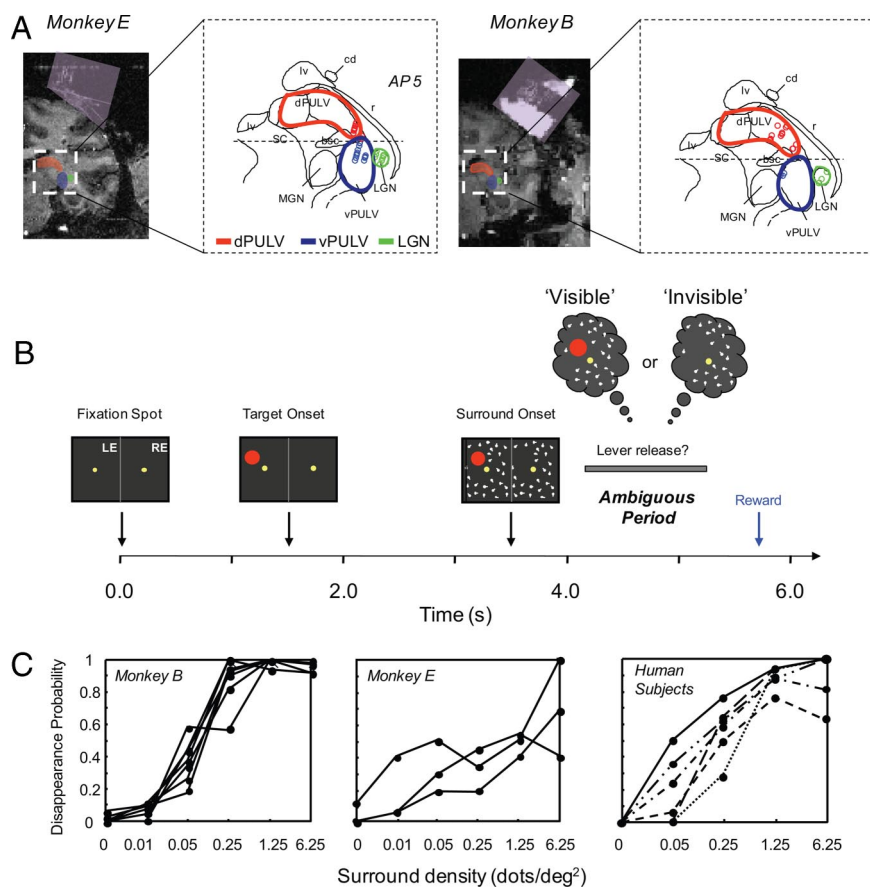 A
Monkey E
Monkey B
lv
cd
AP 5
dPULV
r
lv
SC
bsc
MGN
LGN
vPULV
dPULV vPULV LGN
lv
cd
dPULV
r
lv
SC
bsc
MGN
LGN
vPULV
B
'Visible' 'Invisible'
or
Fixation Spot Target Onset Surround Onset
LE RE
Lever release?
Ambiguous
Period
Reward
0.0 2.0 4.0 6.0
Time (s)
C
Disappearance Probability
1
0.8
0.6
0.4
0.2
0
Monkey B
Monkey E
Human
Subjects
0 0.01 0.05 0.25 1.25 6.25
0 0.01 0.05 0.25 1.25 6.25
0 0.05 0.25 1.25 6.25
Surround density (dots/deg²)